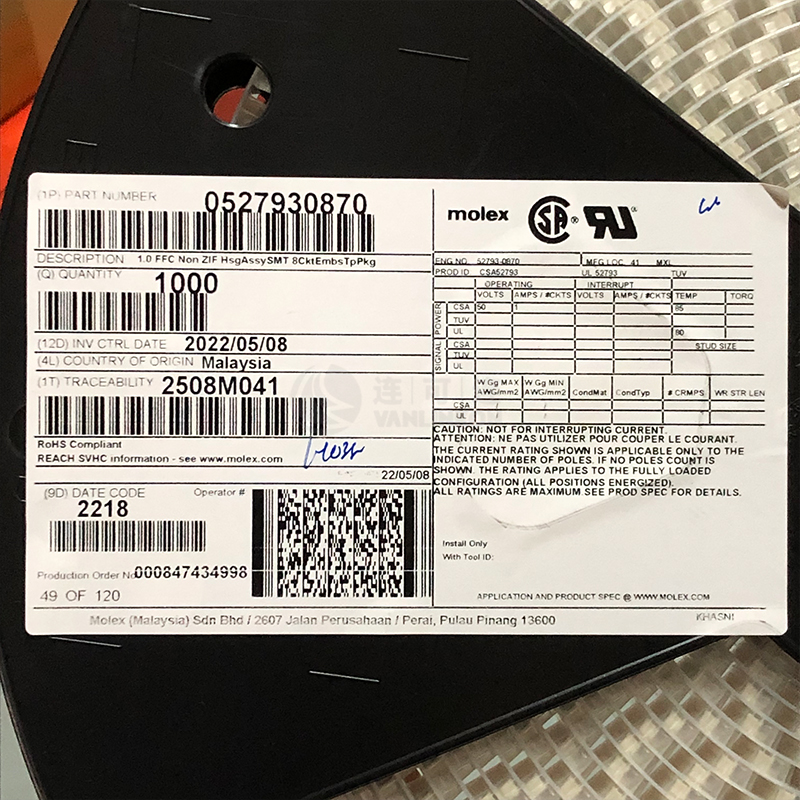 (1P) PART NUMBER
0527930870
DESCRIPTION 1.0 FFC Non ZIF HsgAssySMT 8CktEmbsTpPkg
(Q) QUANTITY
1000
(12D) INV CTRL DATE 2022/05/08
(4L) COUNTRY OF ORIGIN Malaysia
(1T) TRACEABILITY 2508M041
RoHS Compliant
REACH SVHC information - see www.molex.com
22/05/08
(9D) DATE CODE
Operator #
2218
Production Order No 000847434998
49 OF 120
molex
SA ®
ENG NO. 52793-0870 MFG LOC. 41 MXL
PROD ID CSA52793 UL 52793 TUV
OPERATING INTERRUPT
VOLTS AMPS / #CKTS VOLTS AMPS / #CKTS TEMP TORQ
POWER
CSA 50 1 85
TUV
UL 80
SIGNAL
CSA STUD SIZE
TUV
UL
W Gg MAX AWG/mm2
W Gg MIN AWG/mm2
CondMat CondTyp # CRMPS WR STR LEN
CSA
UL
CAUTION: NOT FOR INTERRUPTING CURRENT.
ATTENTION: NE PAS UTILIZER POUR COUPER LE COURANT.
THE CURRENT RATING SHOWN IS APPLICABLE ONLY TO THE
INDICATED NUMBER OF POLES. IF NO POLES COUNT IS
SHOWN. THE RATING APPLIES TO THE FULLY LOADED
CONFIGURATION (ALL POSITIONS ENERGIZED).
ALL RATINGS ARE MAXIMUM SEE PROD SPEC FOR DETAILS.
Install Only
With Tool ID:
APPLICATION AND PRODUCT SPEC @ WWW.MOLEX.COM
Molex (Malaysia) Sdn Bhd / 2607 Jalan Perusahaan / Perai, Pulau Pinang 13600
KHASNI